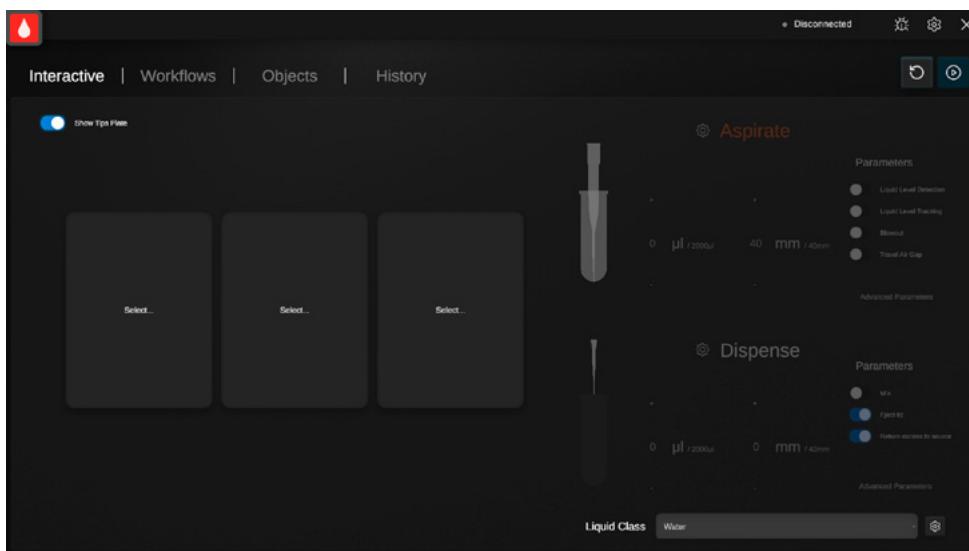 Disconnected
Interactive | Workflows | Objects | History
Show Tips Plate
Select...
Select...
Select...
Aspirate
0 µl / 2000µl
40 mm / 40mm
Parameters
Liquid Level Detection
Liquid Level Tracking
Blowout
Travel Air Gap
Advanced Parameters
Dispense
0 µl / 2000µl
0 mm / 40mm
Parameters
Mix
Eject tip
Return excess to source
Advanced Parameters
Liquid Class
Water